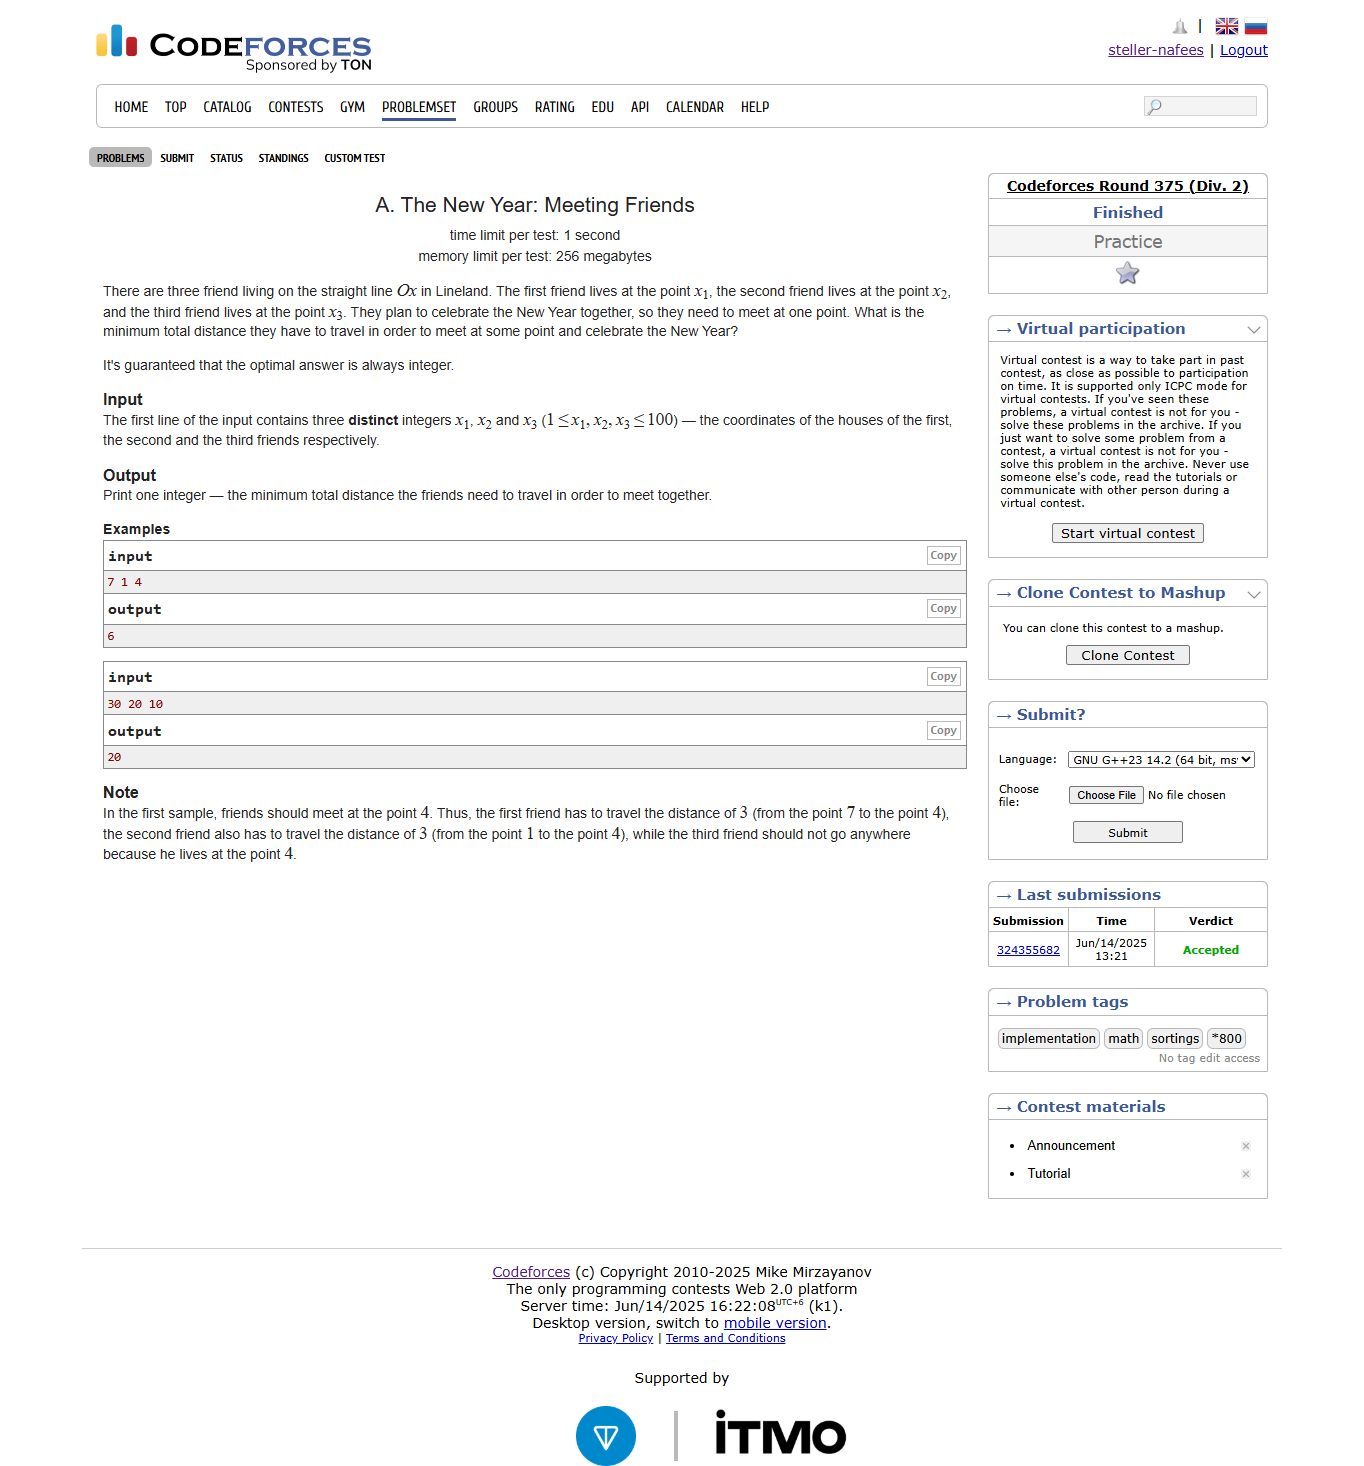 CODEFORCES
Sponsored by TON
|
steller-nafees | Logout
HOME TOP CATALOG CONTESTS GYM PROBLEMSET GROUPS RATING EDU API CALENDAR HELP
PROBLEMS SUBMIT STATUS STANDINGS CUSTOM TEST
A. The New Year: Meeting Friends
time limit per test: 1 second
memory limit per test: 256 megabytes
There are three friend living on the straight line Ox in Lineland. The first friend lives at the point x1, the second friend lives at the point x2,
and the third friend lives at the point x3. They plan to celebrate the New Year together, so they need to meet at one point. What is the
minimum total distance they have to travel in order to meet at some point and celebrate the New Year?
It's guaranteed that the optimal answer is always integer.
Input
The first line of the input contains three distinct integers x1, x2 and x3 (1 ≤ x1, x2, x3 ≤ 100) — the coordinates of the houses of the first,
the second and the third friends respectively.
Output
Print one integer — the minimum total distance the friends need to travel in order to meet together.
Examples
input Copy
7 1 4
output Copy
6
input Copy
30 20 10
output Copy
20
Note
In the first sample, friends should meet at the point 4. Thus, the first friend has to travel the distance of 3 (from the point 7 to the point 4),
the second friend also has to travel the distance of 3 (from the point 1 to the point 4), while the third friend should not go anywhere
because he lives at the point 4.
Codeforces Round 375 (Div. 2)
Finished
Practice
→ Virtual participation
Virtual contest is a way to take part in past
contest, as close as possible to participation
on time. It is supported only ICPC mode for
virtual contests. If you've seen these
problems, a virtual contest is not for you -
solve these problems in the archive. If you
just want to solve some problem from a
contest, a virtual contest is not for you -
solve this problem in the archive. Never use
someone else's code, read the tutorials or
communicate with other person during a
virtual contest.
Start virtual contest
→ Clone Contest to Mashup
You can clone this contest to a mashup.
Clone Contest
→ Submit?
Language: GNU G++23 14.2 (64 bit, ms
Choose
file: Choose File No file chosen
Submit
→ Last submissions
Submission Time Verdict
324355682 Jun/14/2025
13:21 Accepted
→ Problem tags
implementation math sortings *800
No tag edit access
→ Contest materials
• Announcement
• Tutorial
Codeforces (c) Copyright 2010-2025 Mike Mirzayanov
The only programming contests Web 2.0 platform
Server time: Jun/14/2025 16:22:08UTC+6 (k1).
Desktop version, switch to mobile version.
Privacy Policy | Terms and Conditions
Supported by
iTMO